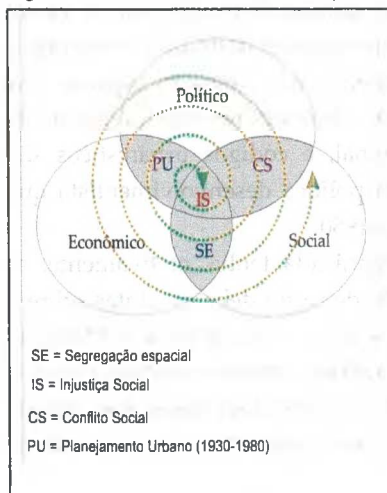 Político
PU
CS
IS
Económico
SE
Social
SE = Segregação espacial
IS = Injustiça Social
CS = Conflito Social
PU = Planejamento Urbano (1930-1980)